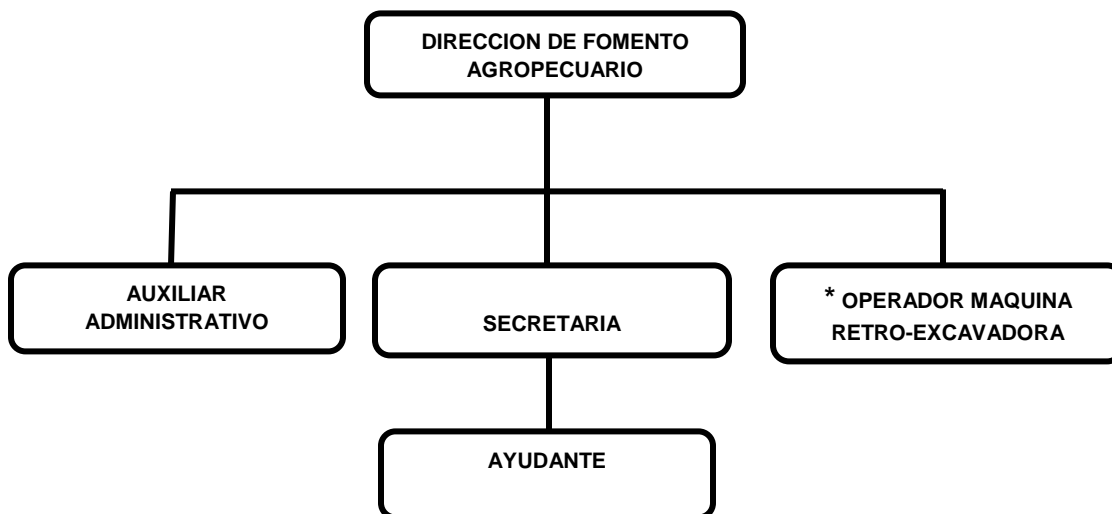 DIRECCION DE FOMENTO
AGROPECUARIO
AUXILIAR
ADMINISTRATIVO
SECRETARIA
* OPERADOR MAQUINA
RETRO-EXCAVADORA
AYUDANTE